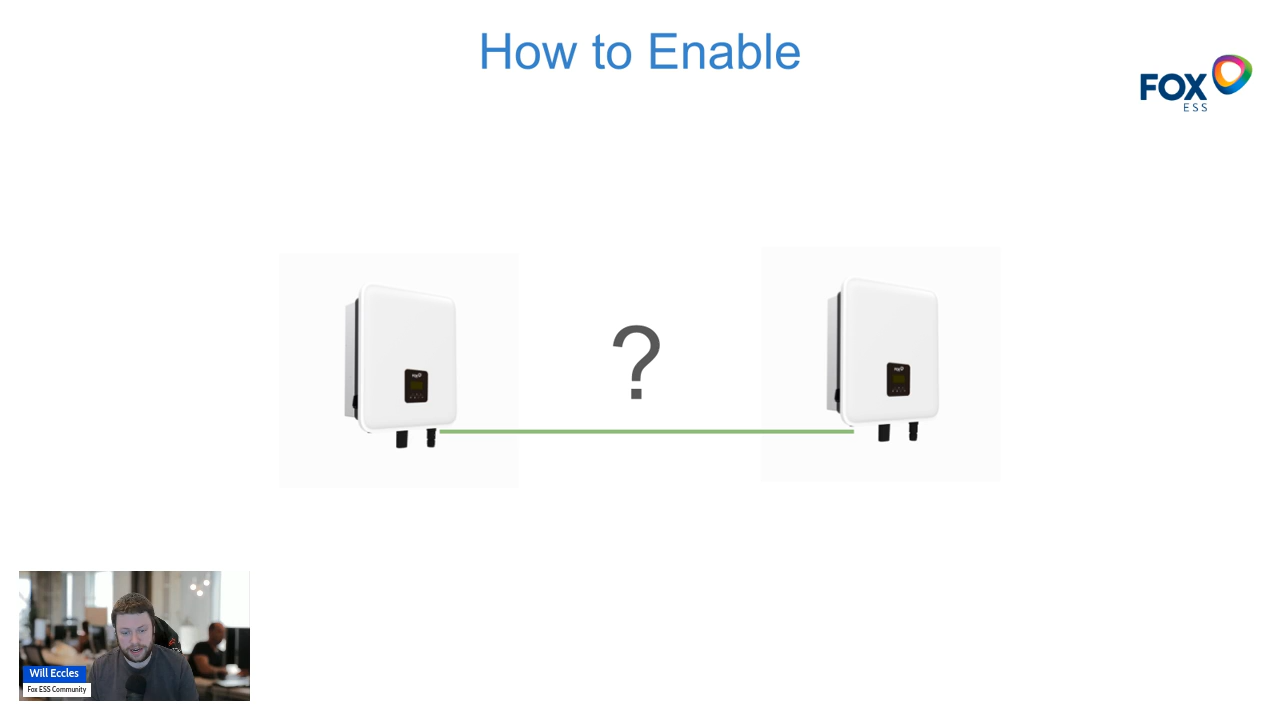 How to Enable
FOX
ESS
?
Will Eccles
Fox ESS Community